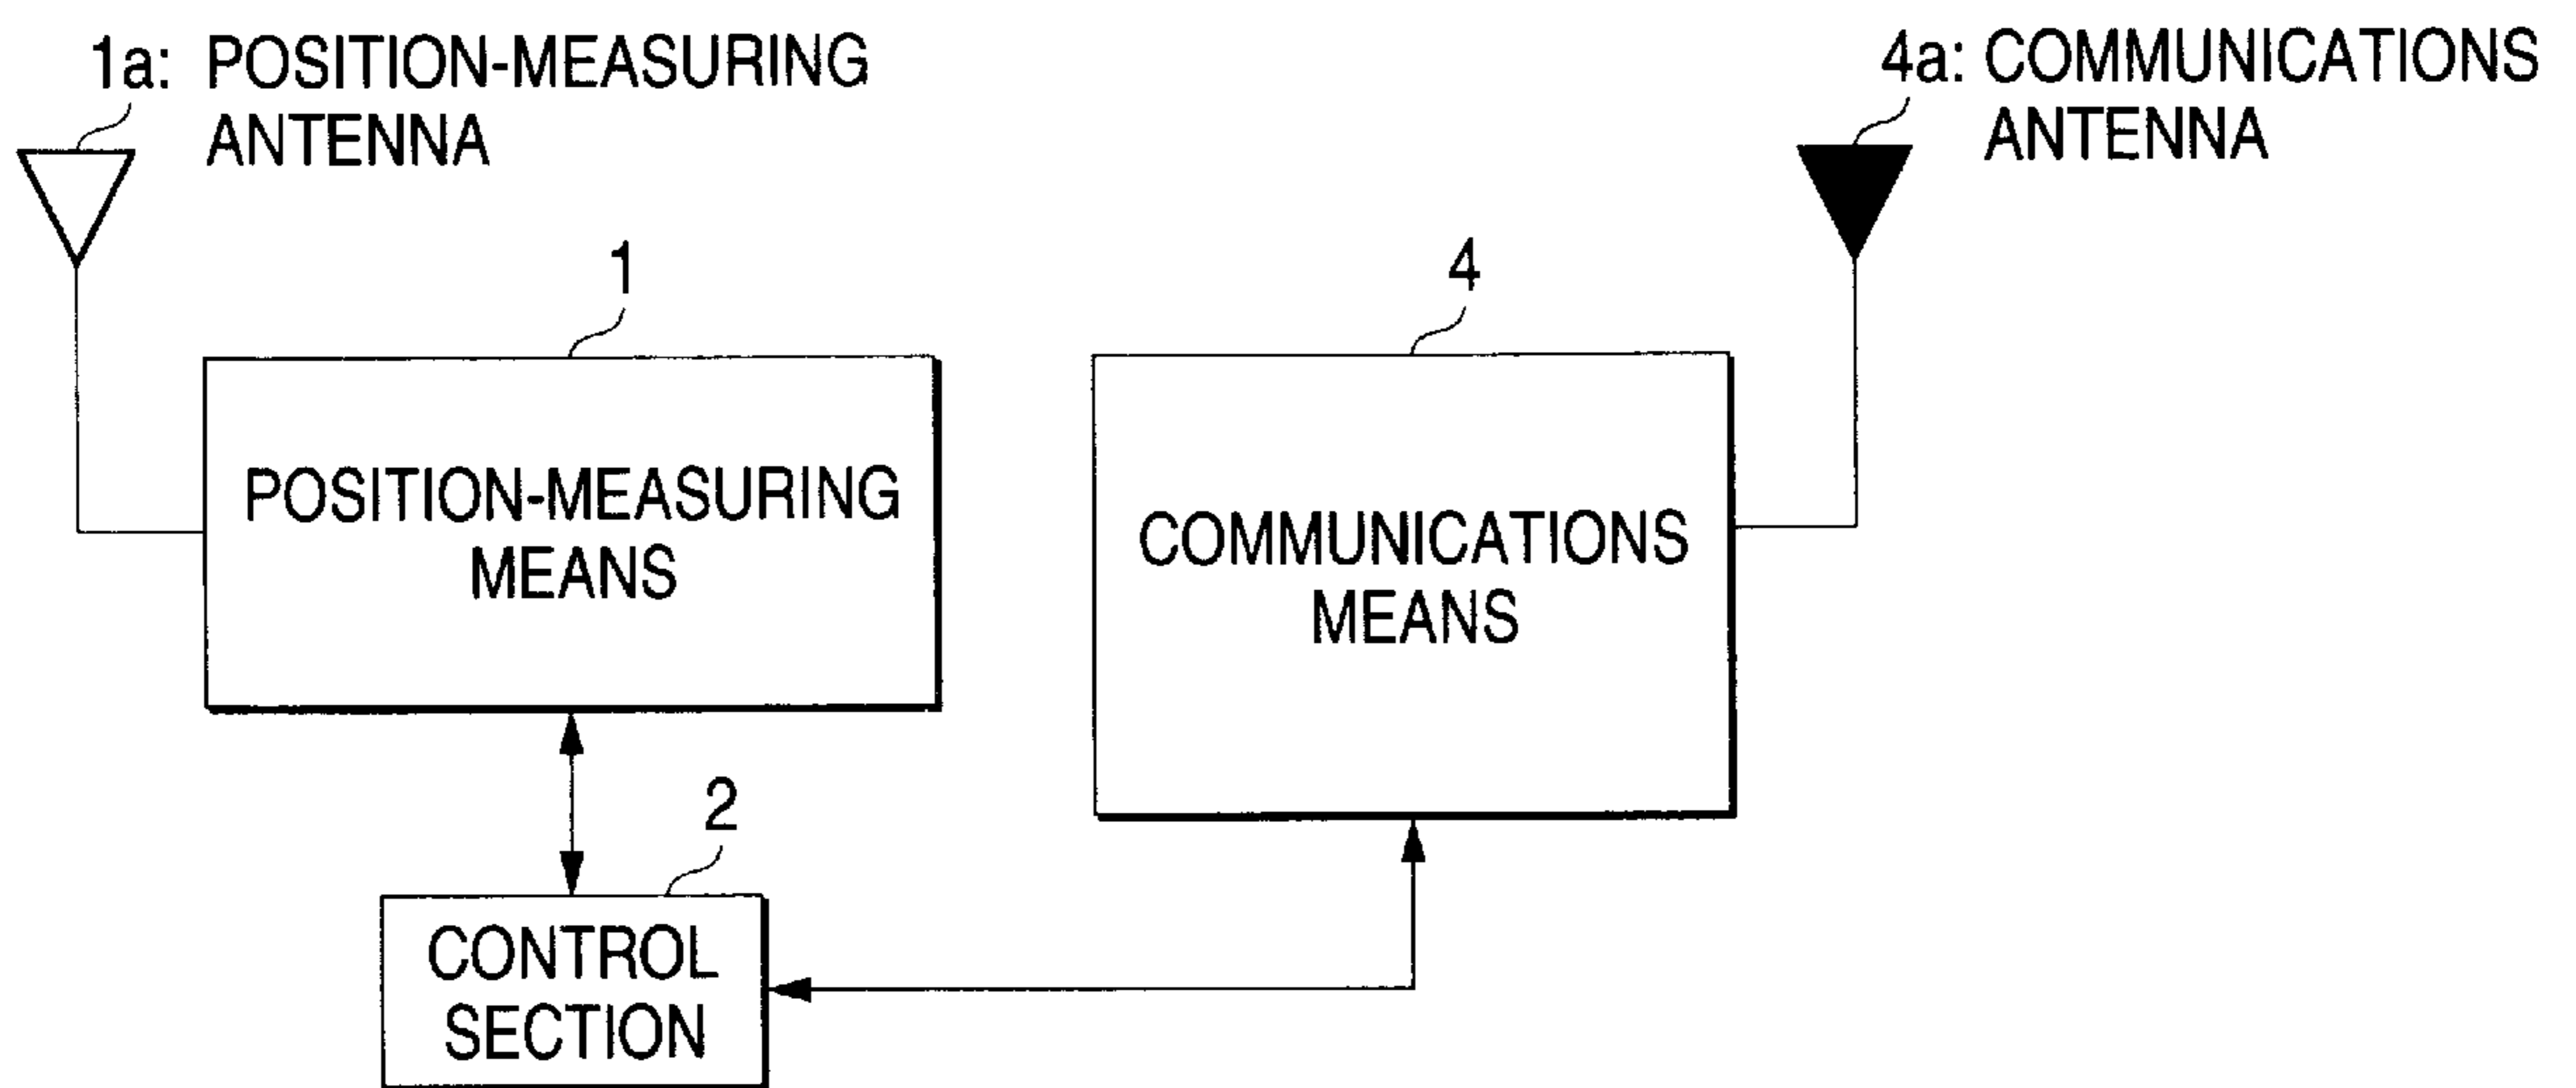 1a: POSITION-MEASURING
ANTENNA
4a: COMMUNICATIONS
ANTENNA
1
POSITION-MEASURING
MEANS
4
COMMUNICATIONS
MEANS
2
CONTROL
SECTION